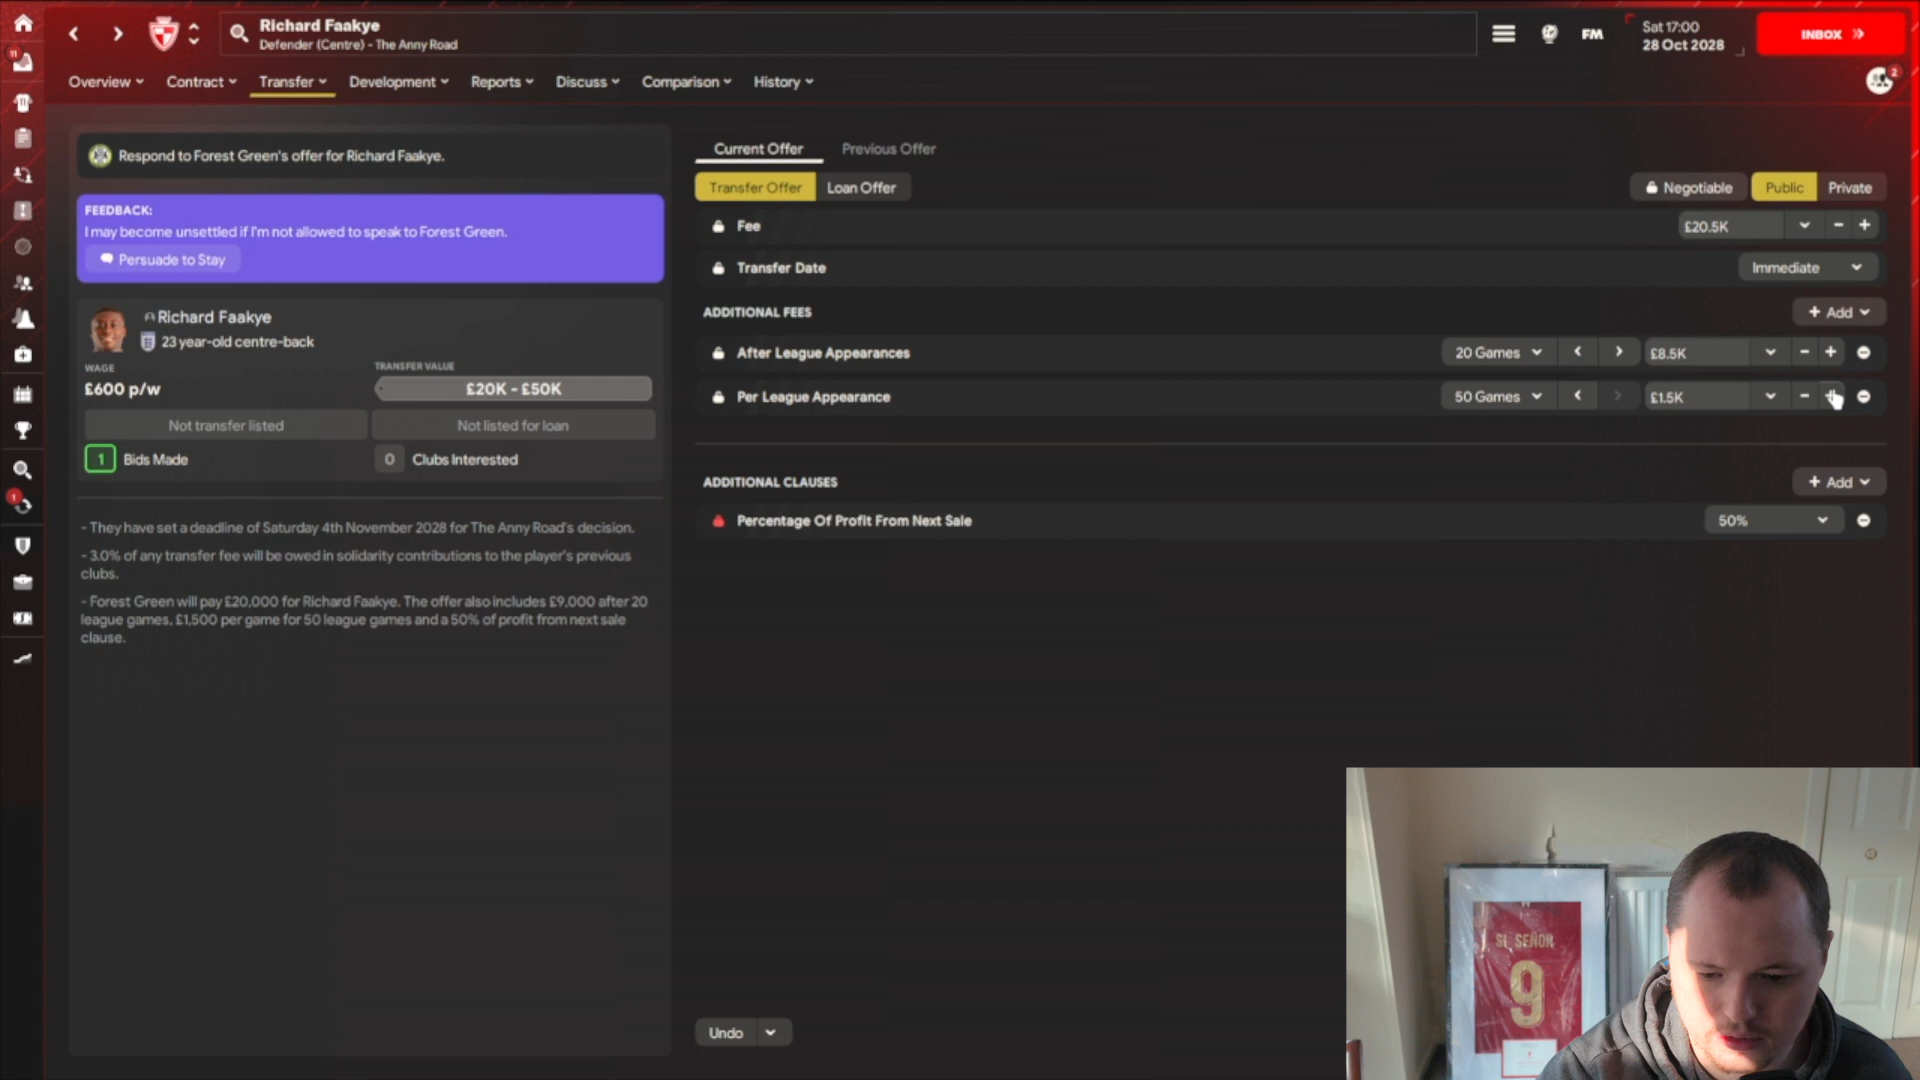 Richard Faakye
Defender (Centre) - The Anny Road
FM
Sat 17:00
28 Oct 2028
INBOX
11
Overview
Contract
Transfer
Development
Reports
Discuss
Comparison
History
2
Respond to Forest Green's offer for Richard Faakye.
FEEDBACK:
I may become unsettled if I'm not allowed to speak to Forest Green.
Persuade to Stay
Richard Faakye
23 year-old centre-back
WAGE
£600 p/w
TRANSFER VALUE
£20K - £50K
Not transfer listed
Not listed for loan
1 Bids Made
0 Clubs Interested
1
- They have set a deadline of Saturday 4th November 2028 for The Anny Road's decision.
- 3.0% of any transfer fee will be owed in solidarity contributions to the player's previous
clubs.
- Forest Green will pay £20,000 for Richard Faakye. The offer also includes £9,000 after 20
league games, £1,500 per game for 50 league games and a 50% of profit from next sale
clause.
Current Offer
Previous Offer
Transfer Offer
Loan Offer
Negotiable
Public
Private
Fee
£20.5K
Transfer Date
Immediate
ADDITIONAL FEES
+ Add
After League Appearances
20 Games
£8.5K
Per League Appearance
50 Games
£1.5K
ADDITIONAL CLAUSES
+ Add
Percentage Of Profit From Next Sale
50%
Undo
SI SEÑOR
9